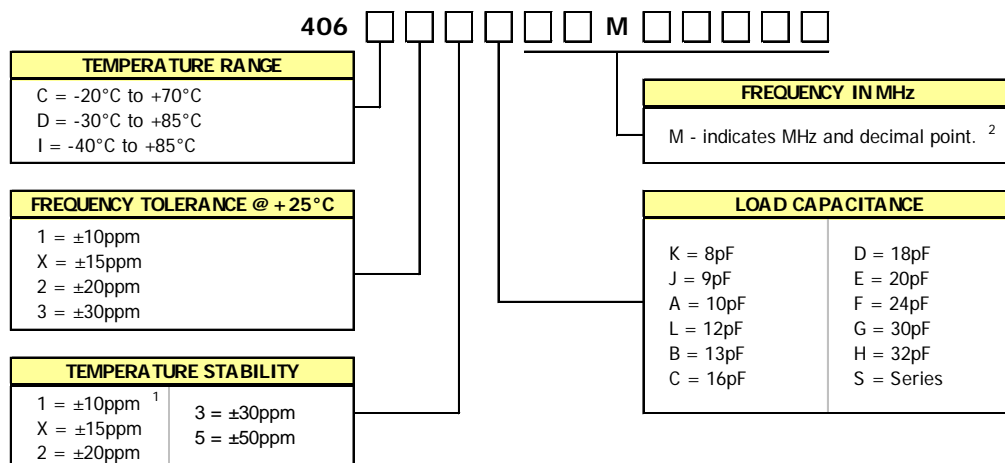 406 M
TEMPERATURE RANGE
C = -20°C to +70°C
D = -30°C to +85°C
I = -40°C to +85°C
FREQUENCY TOLERANCE @ +25°C
1 = ±10ppm
X = ±15ppm
2 = ±20ppm
3 = ±30ppm
TEMPERATURE STABILITY
1 = ±10ppm 1
X = ±15ppm
2 = ±20ppm
3 = ±30ppm
5 = ±50ppm
FREQUENCY IN MHz
M - indicates MHz and decimal point. 2
LOAD CAPACITANCE
K = 8pF
J = 9pF
A = 10pF
L = 12pF
B = 13pF
C = 16pF
D = 18pF
E = 20pF
F = 24pF
G = 30pF
H = 32pF
S = Series